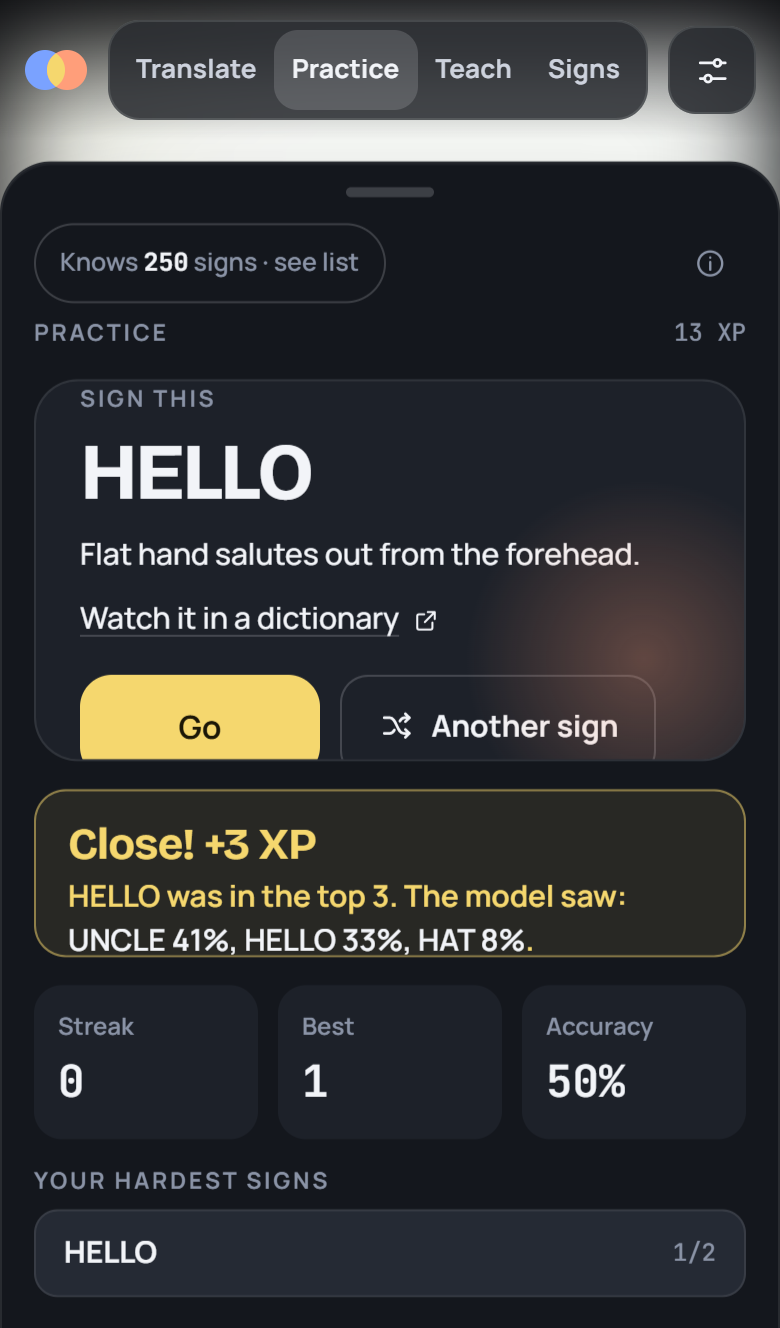 Translate Practice Teach Signs
Knows 250 signs · see list
PRACTICE 13 XP
SIGN THIS
HELLO
Flat hand salutes out from the forehead.
Watch it in a dictionary
Go Another sign
Close! +3 XP
HELLO was in the top 3. The model saw:
UNCLE 41%, HELLO 33%, HAT 8%.
Streak Best Accuracy
0 1 50%
YOUR HARDEST SIGNS
HELLO 1/2